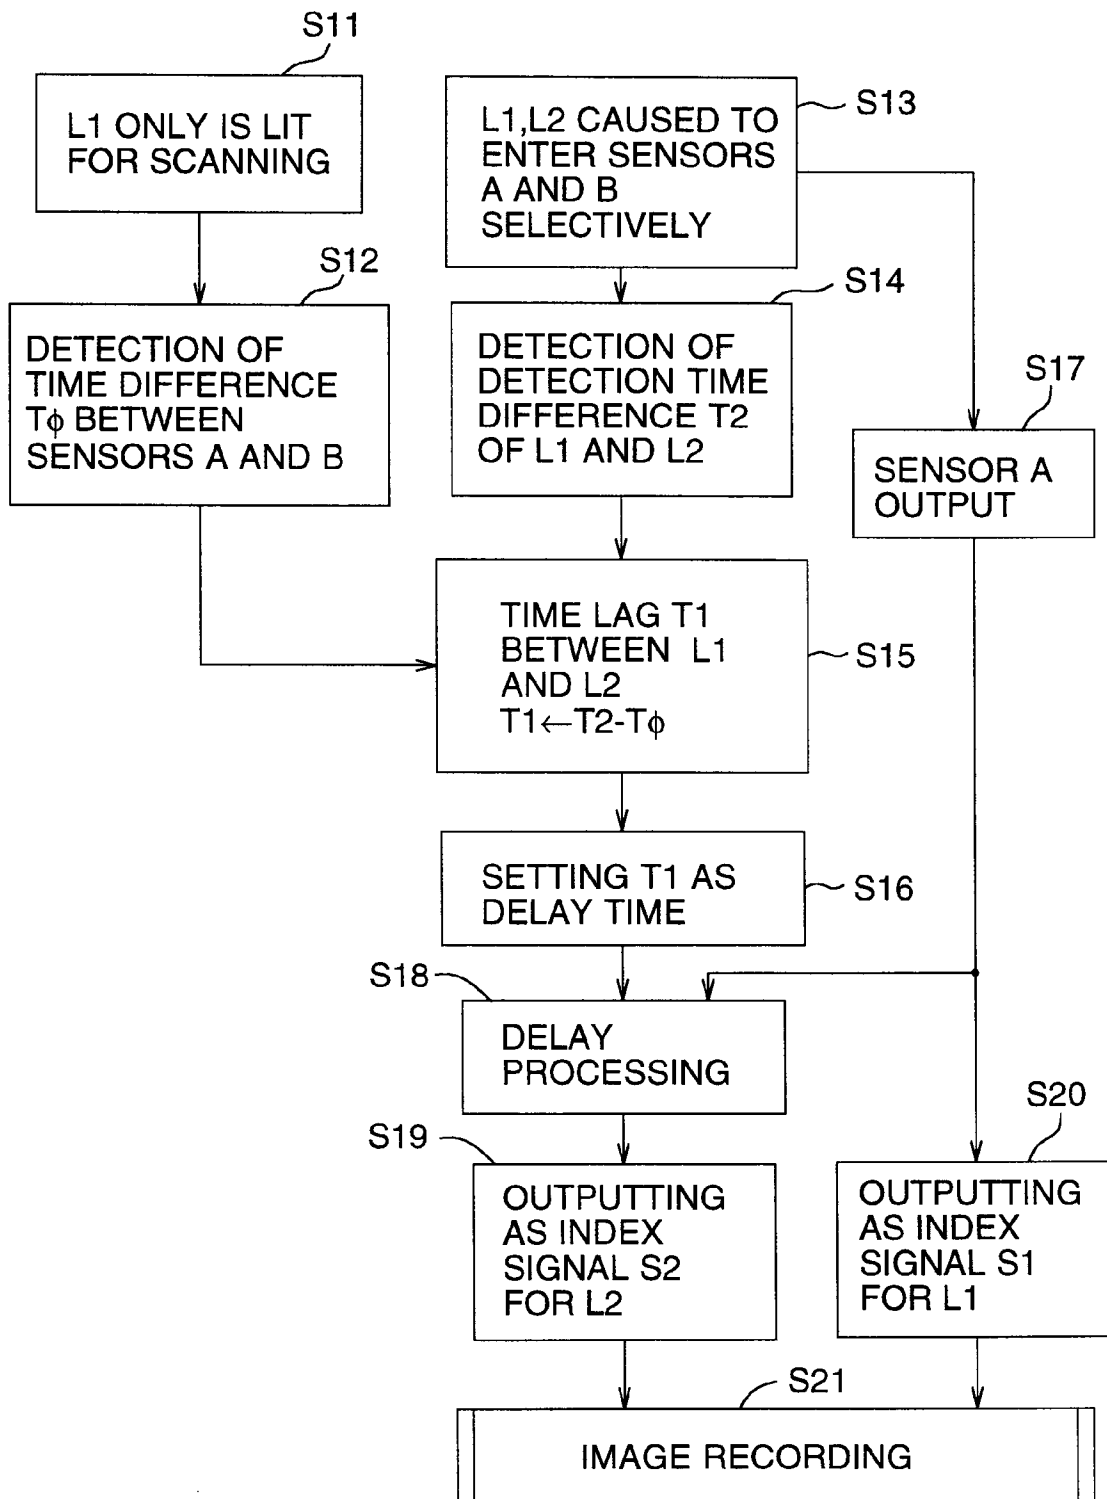 S11
L1 ONLY IS LIT
FOR SCANNING
S13
L1,L2 CAUSED TO
ENTER SENSORS
A AND B
SELECTIVELY
S12
DETECTION OF
TIME DIFFERENCE
Tϕ BETWEEN
SENSORS A AND B
S14
DETECTION OF
DETECTION TIME
DIFFERENCE T2
OF L1 AND L2
S17
SENSOR A
OUTPUT
S15
TIME LAG T1
BETWEEN L1
AND L2
T1←T2-Tϕ
S16
SETTING T1 AS
DELAY TIME
S18
DELAY
PROCESSING
S19
OUTPUTTING
AS INDEX
SIGNAL S2
FOR L2
S20
OUTPUTTING
AS INDEX
SIGNAL S1
FOR L1
S21
IMAGE RECORDING